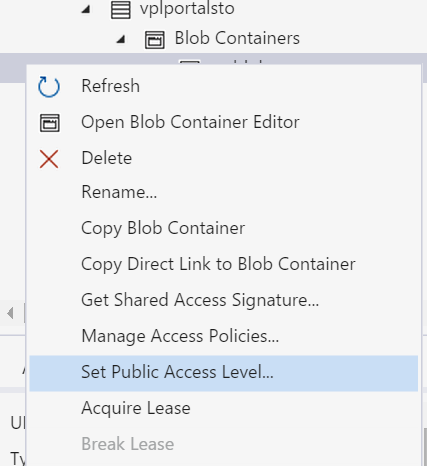 vplportalsto
Blob Containers
Refresh
Open Blob Container Editor
Delete
Rename...
Copy Blob Container
Copy Direct Link to Blob Container
Get Shared Access Signature...
Manage Access Policies...
Set Public Access Level...
Acquire Lease
Break Lease